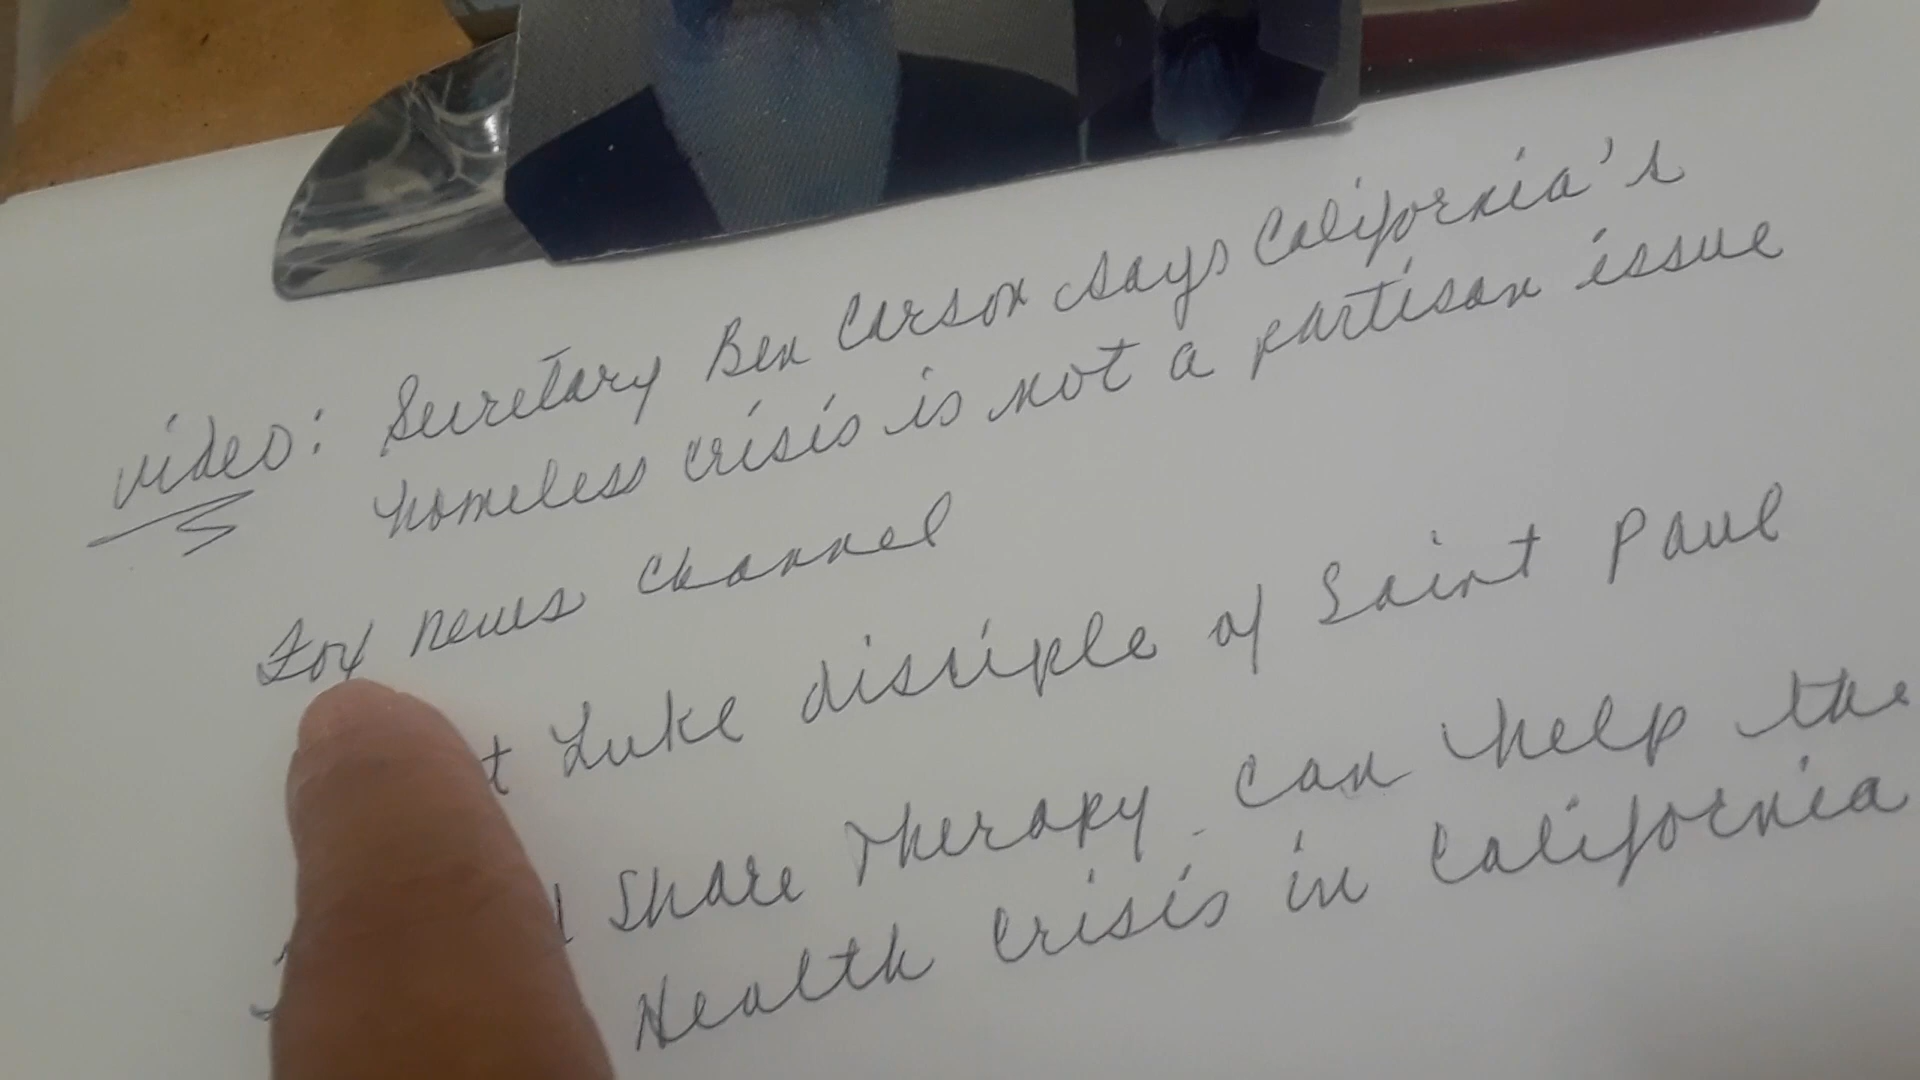 video: Secretary Ben Carson says California's
homeless crisis is not a partisan issue
Fox news channel
t Luke disciple of Saint Paul
Share Therapy can help the
Health crisis in California